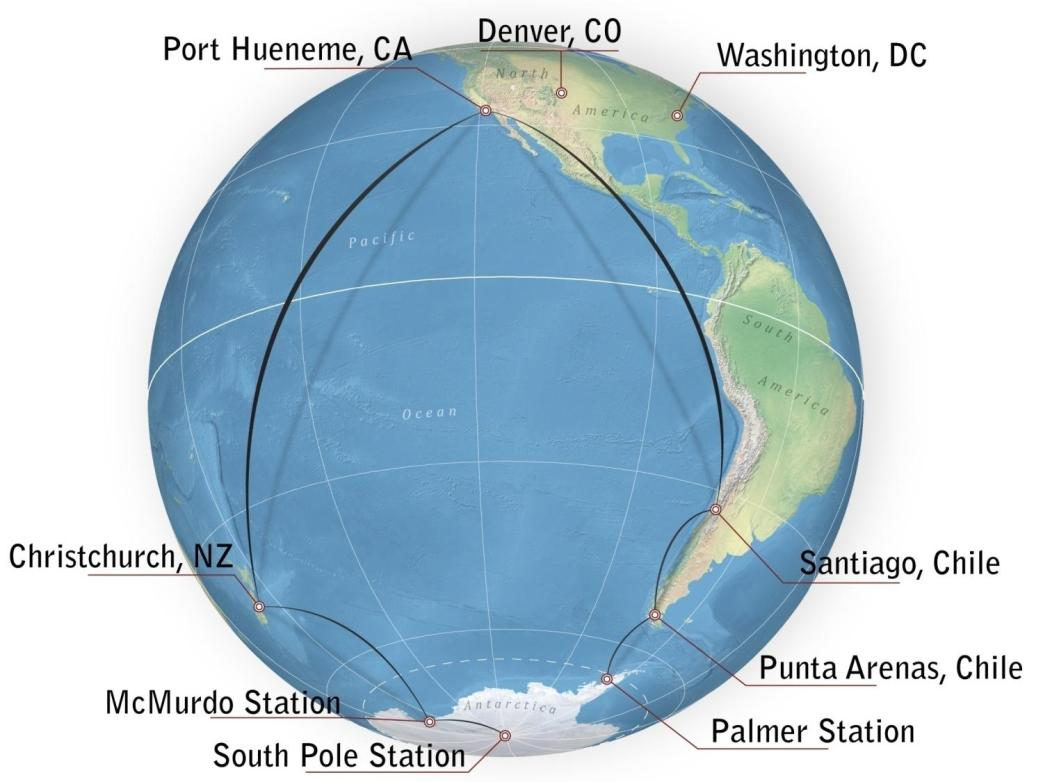 Denver, CO
Port Hueneme, CA
Washington, DC
North
America
Pacific
South
America
Ocean
Christchurch, NZ
Santiago, Chile
Punta Arenas, Chile
McMurdo Station
Antarctica
Palmer Station
South Pole Station